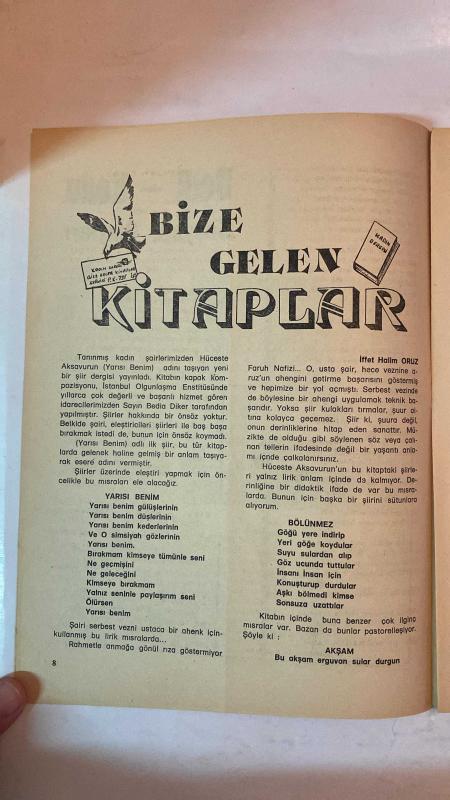 BİZE
GELEN
KİTAPLAR
KADIN
DERGİSİ
Tanınmış kadın şairlerimizden Hüceste
Aksavurun (Yarısı Benim) adını taşıyan yeni
bir şiir dergisi yayınladı. Kitabın kapak kom-
pozisyonu, İstanbul Olgunlaşma Enstitüsünde
yıllarca çok değerli ve başarılı hizmet gören
idarecilerimizden Sayın Bedia Diker tarafından
yapılmıştır. Şiirler hakkında bir önsöz yoktur.
Belkide şairi, eleştiricileri şiirleri ile baş başa
bırakmak istedi de, bunun için önsöz koymadı.
(Yarısı Benim) adlı ilk şiir, bu tür kitap-
larda gelenek haline gelmiş bir anlam taşıya-
rak esere adını vermiştir.
Şiirler üzerinde eleştiri yapmak için ön-
celikle bu mısraları ele alacağız.
YARISI BENİM
Yarısı benim gülüşlerinin
Yarısı benim düşlerinin
Yarısı benim kederlerinin
Ve O simsiyah gözlerinin
Yarısı benim.
Bırakmam kimseye tümünle seni
Ne geçmişini
Ne geleceğini
Kimseye bırakmam
Yalnız seninle paylaşırım seni
Ölürsen
Yarısı benim
Şairi serbest vezni ustaca bir ahenk için-
kullanmış bu lirik mısralarda...
Rahmetle anmağa gönül rıza göstermiyor
8
İffet Halim ORUZ
Faruh Nafizi... O, usta şair, hece veznine a-
ruz'un ahengini getirme başarısını göstermiş
ve hepimize bir yol açmıştı. Serbest vezinde
de böylesine bir ahengi uygulamak teknik ba-
şarıdır. Yoksa şiir kulakları tırmalar, şuur al-
tına kolayca geçemez. Şiir ki, şuura değil,
onun derinliklerine hitap eden sanattır. Mü-
zikte de olduğu gibi söylenen söz veya çalı-
nan tellerin ifadesinde değil bir yaşantı anla-
mı içnde çalkalanırsınız.
Hüceste Aksavurun'un bu kitaptaki şiirle-
ri yalnız lirik anlam içinde da kalmıyor. De-
rinliğine bir didaktik ifade de var bu mısra-
larda. Bunun için başka bir şiirini sütunlara
alıyorum.
BÖLÜNMEZ
Göğü yere indirip
Yeri göğe koydular
Suyu sulardan alıp
Göz ucunda tuttular
İnsanı İnsan için
Konuşturup durdular
Aşkı bölmedi kimse
Sonsuza uzattılar
Kitabın içinde buna benzer çok ilginç
mısralar var. Bazan da bunlar pastorelleşiyor.
Şöyle ki :
AKŞAM
Bu akşam erguvan sular durgun